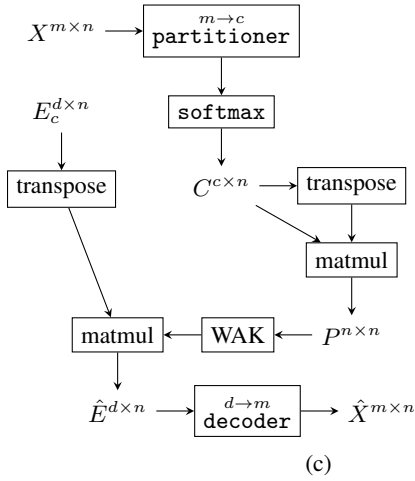 X^{m×n}
m→c
partitioner
softmax
E_c^{d×n}
transpose
C^{c×n}
transpose
matmul
matmul
WAK
P^{n×n}
Ê^{d×n}
d→m
decoder
X̂^{m×n}
(c)